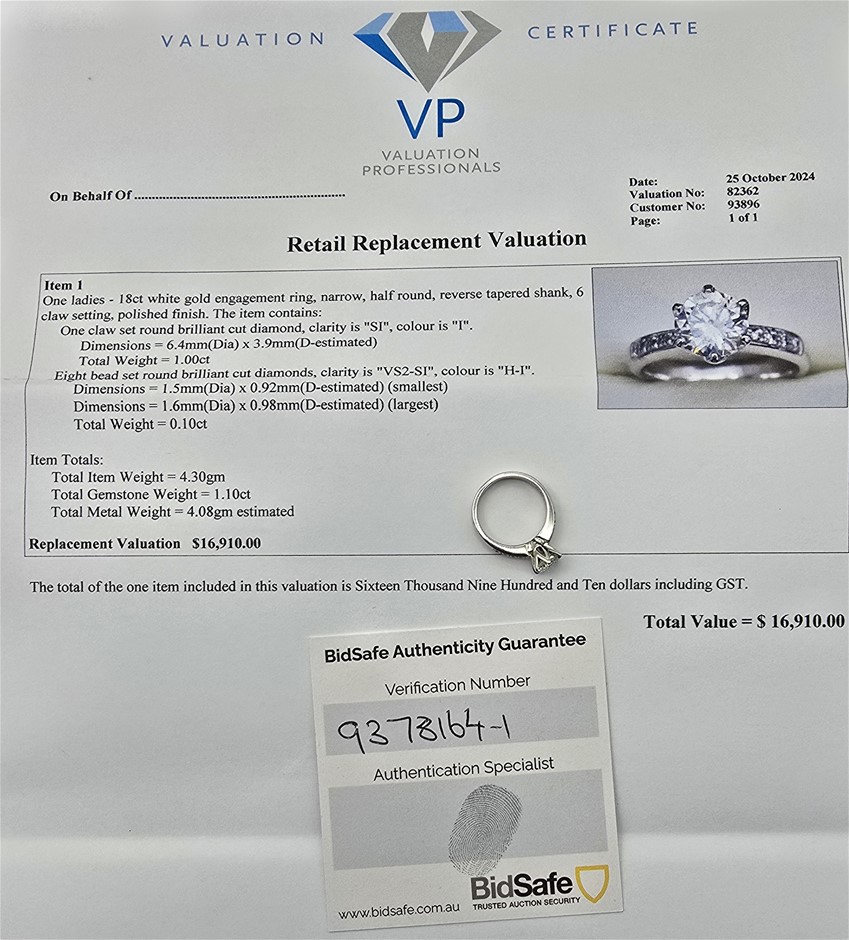 VALUATION CERTIFICATE
VP
VALUATION
PROFESSIONALS
On Behalf Of
Date: 25 October 2024
Valuation No: 82362
Customer No: 93896
Page: 1 of 1
Retail Replacement Valuation
Item 1
One ladies - 18ct white gold engagement ring, narrow, half round, reverse tapered shank, 6
claw setting, polished finish. The item contains:
One claw set round brilliant cut diamond, clarity is "SI", colour is "I".
Dimensions = 6.4mm(Dia) x 3.9mm(D-estimated)
Total Weight = 1.00ct
Eight bead set round brilliant cut diamonds, clarity is "VS2-SI", colour is "H-I".
Dimensions = 1.5mm(Dia) x 0.92mm(D-estimated) (smallest)
Dimensions = 1.6mm(Dia) x 0.98mm(D-estimated) (largest)
Total Weight = 0.10ct
Item Totals:
Total Item Weight = 4.30gm
Total Gemstone Weight = 1.10ct
Total Metal Weight = 4.08gm estimated
Replacement Valuation $16,910.00
The total of the one item included in this valuation is Sixteen Thousand Nine Hundred and Ten dollars including GST.
Total Value = $ 16,910.00
BidSafe Authenticity Guarantee
Verification Number
9378164-1
Authentication Specialist
BidSafe
TRUSTED AUCTION SECURITY
www.bidsafe.com.au